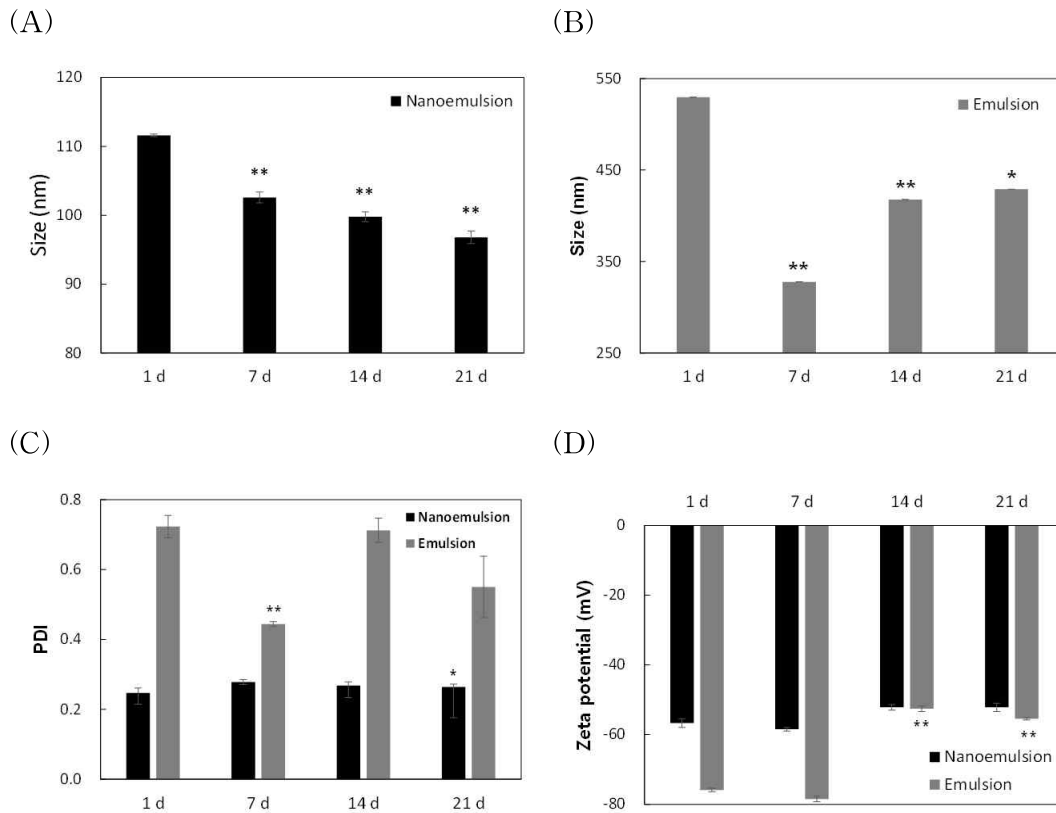 (A)
120
110
100
90
80
Size (nm)
Nanoemulsion
**
**
**
1 d
7 d
14 d
21 d
(B)
550
450
350
250
Size (nm)
Emulsion
**
**
*
1 d
7 d
14 d
21 d
(C)
0.8
0.6
0.4
0.2
0.0
PDI
Nanoemulsion
Emulsion
**
*
1 d
7 d
14 d
21 d
(D)
1 d
7 d
14 d
21 d
0
-20
-40
-60
-80
Zeta potential (mV)
**
**
Nanoemulsion
Emulsion